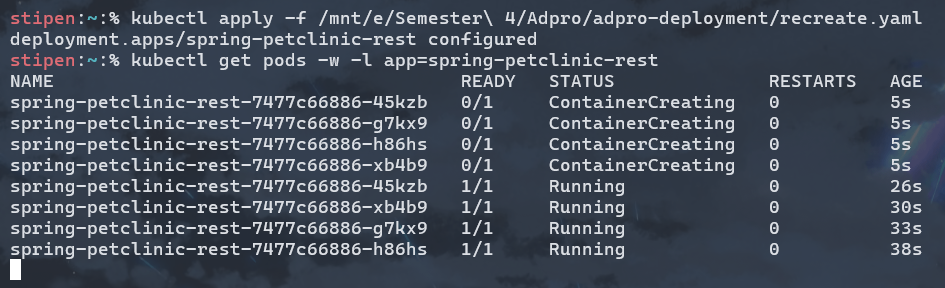 stipen:~:% kubectl apply -f /mnt/e/Semester\ 4/Adpro/adpro-deployment/recreate.yaml
deployment.apps/spring-petclinic-rest configured
stipen:~:% kubectl get pods -w -l app=spring-petclinic-rest
NAME READY STATUS RESTARTS AGE
spring-petclinic-rest-7477c66886-45kzb 0/1 ContainerCreating 0 5s
spring-petclinic-rest-7477c66886-g7kx9 0/1 ContainerCreating 0 5s
spring-petclinic-rest-7477c66886-h86hs 0/1 ContainerCreating 0 5s
spring-petclinic-rest-7477c66886-xb4b9 0/1 ContainerCreating 0 5s
spring-petclinic-rest-7477c66886-45kzb 1/1 Running 0 26s
spring-petclinic-rest-7477c66886-xb4b9 1/1 Running 0 30s
spring-petclinic-rest-7477c66886-g7kx9 1/1 Running 0 33s
spring-petclinic-rest-7477c66886-h86hs 1/1 Running 0 38s